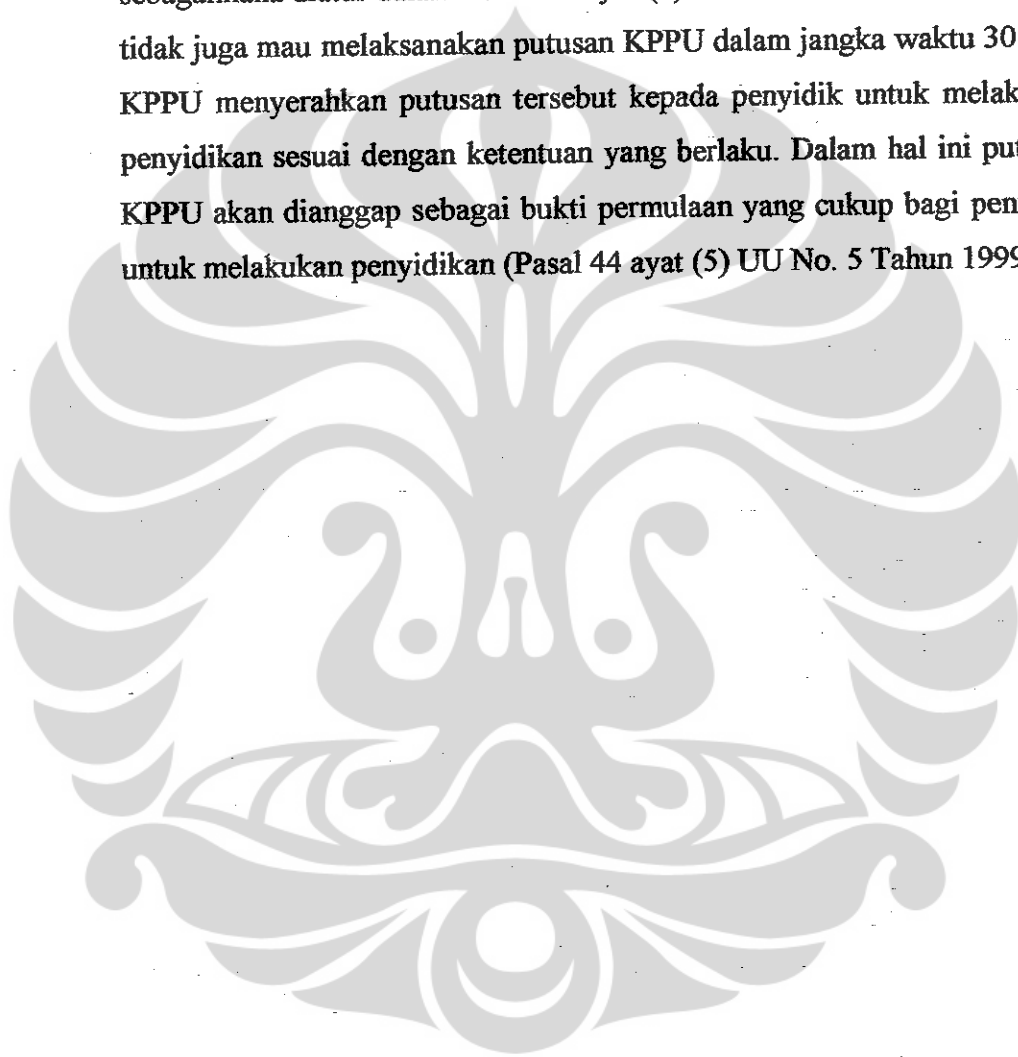 tidak juga mau melaksanakan putusan KPPU dalam jangka waktu 30
KPPU menyerahkan putusan tersebut kepada penyidik untuk melak
penyidikan sesuai dengan ketentuan yang berlaku. Dalam hal ini put
KPPU akan dianggap sebagai bukti permulaan yang cukup bagi pen
untuk melakukan penyidikan (Pasal 44 ayat (5) UU No. 5 Tahun 1999